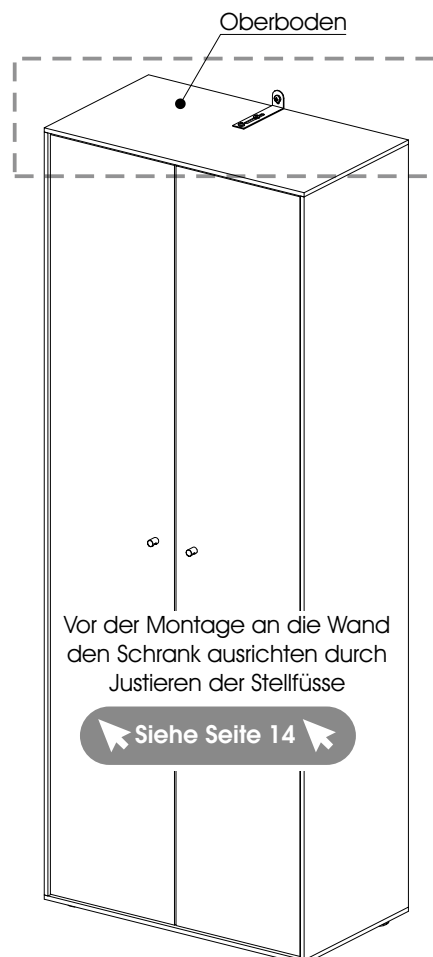 Oberboden
Vor der Montage an die Wand
den Schrank ausrichten durch
Justieren der Stellfüsse
Siehe Seite 14